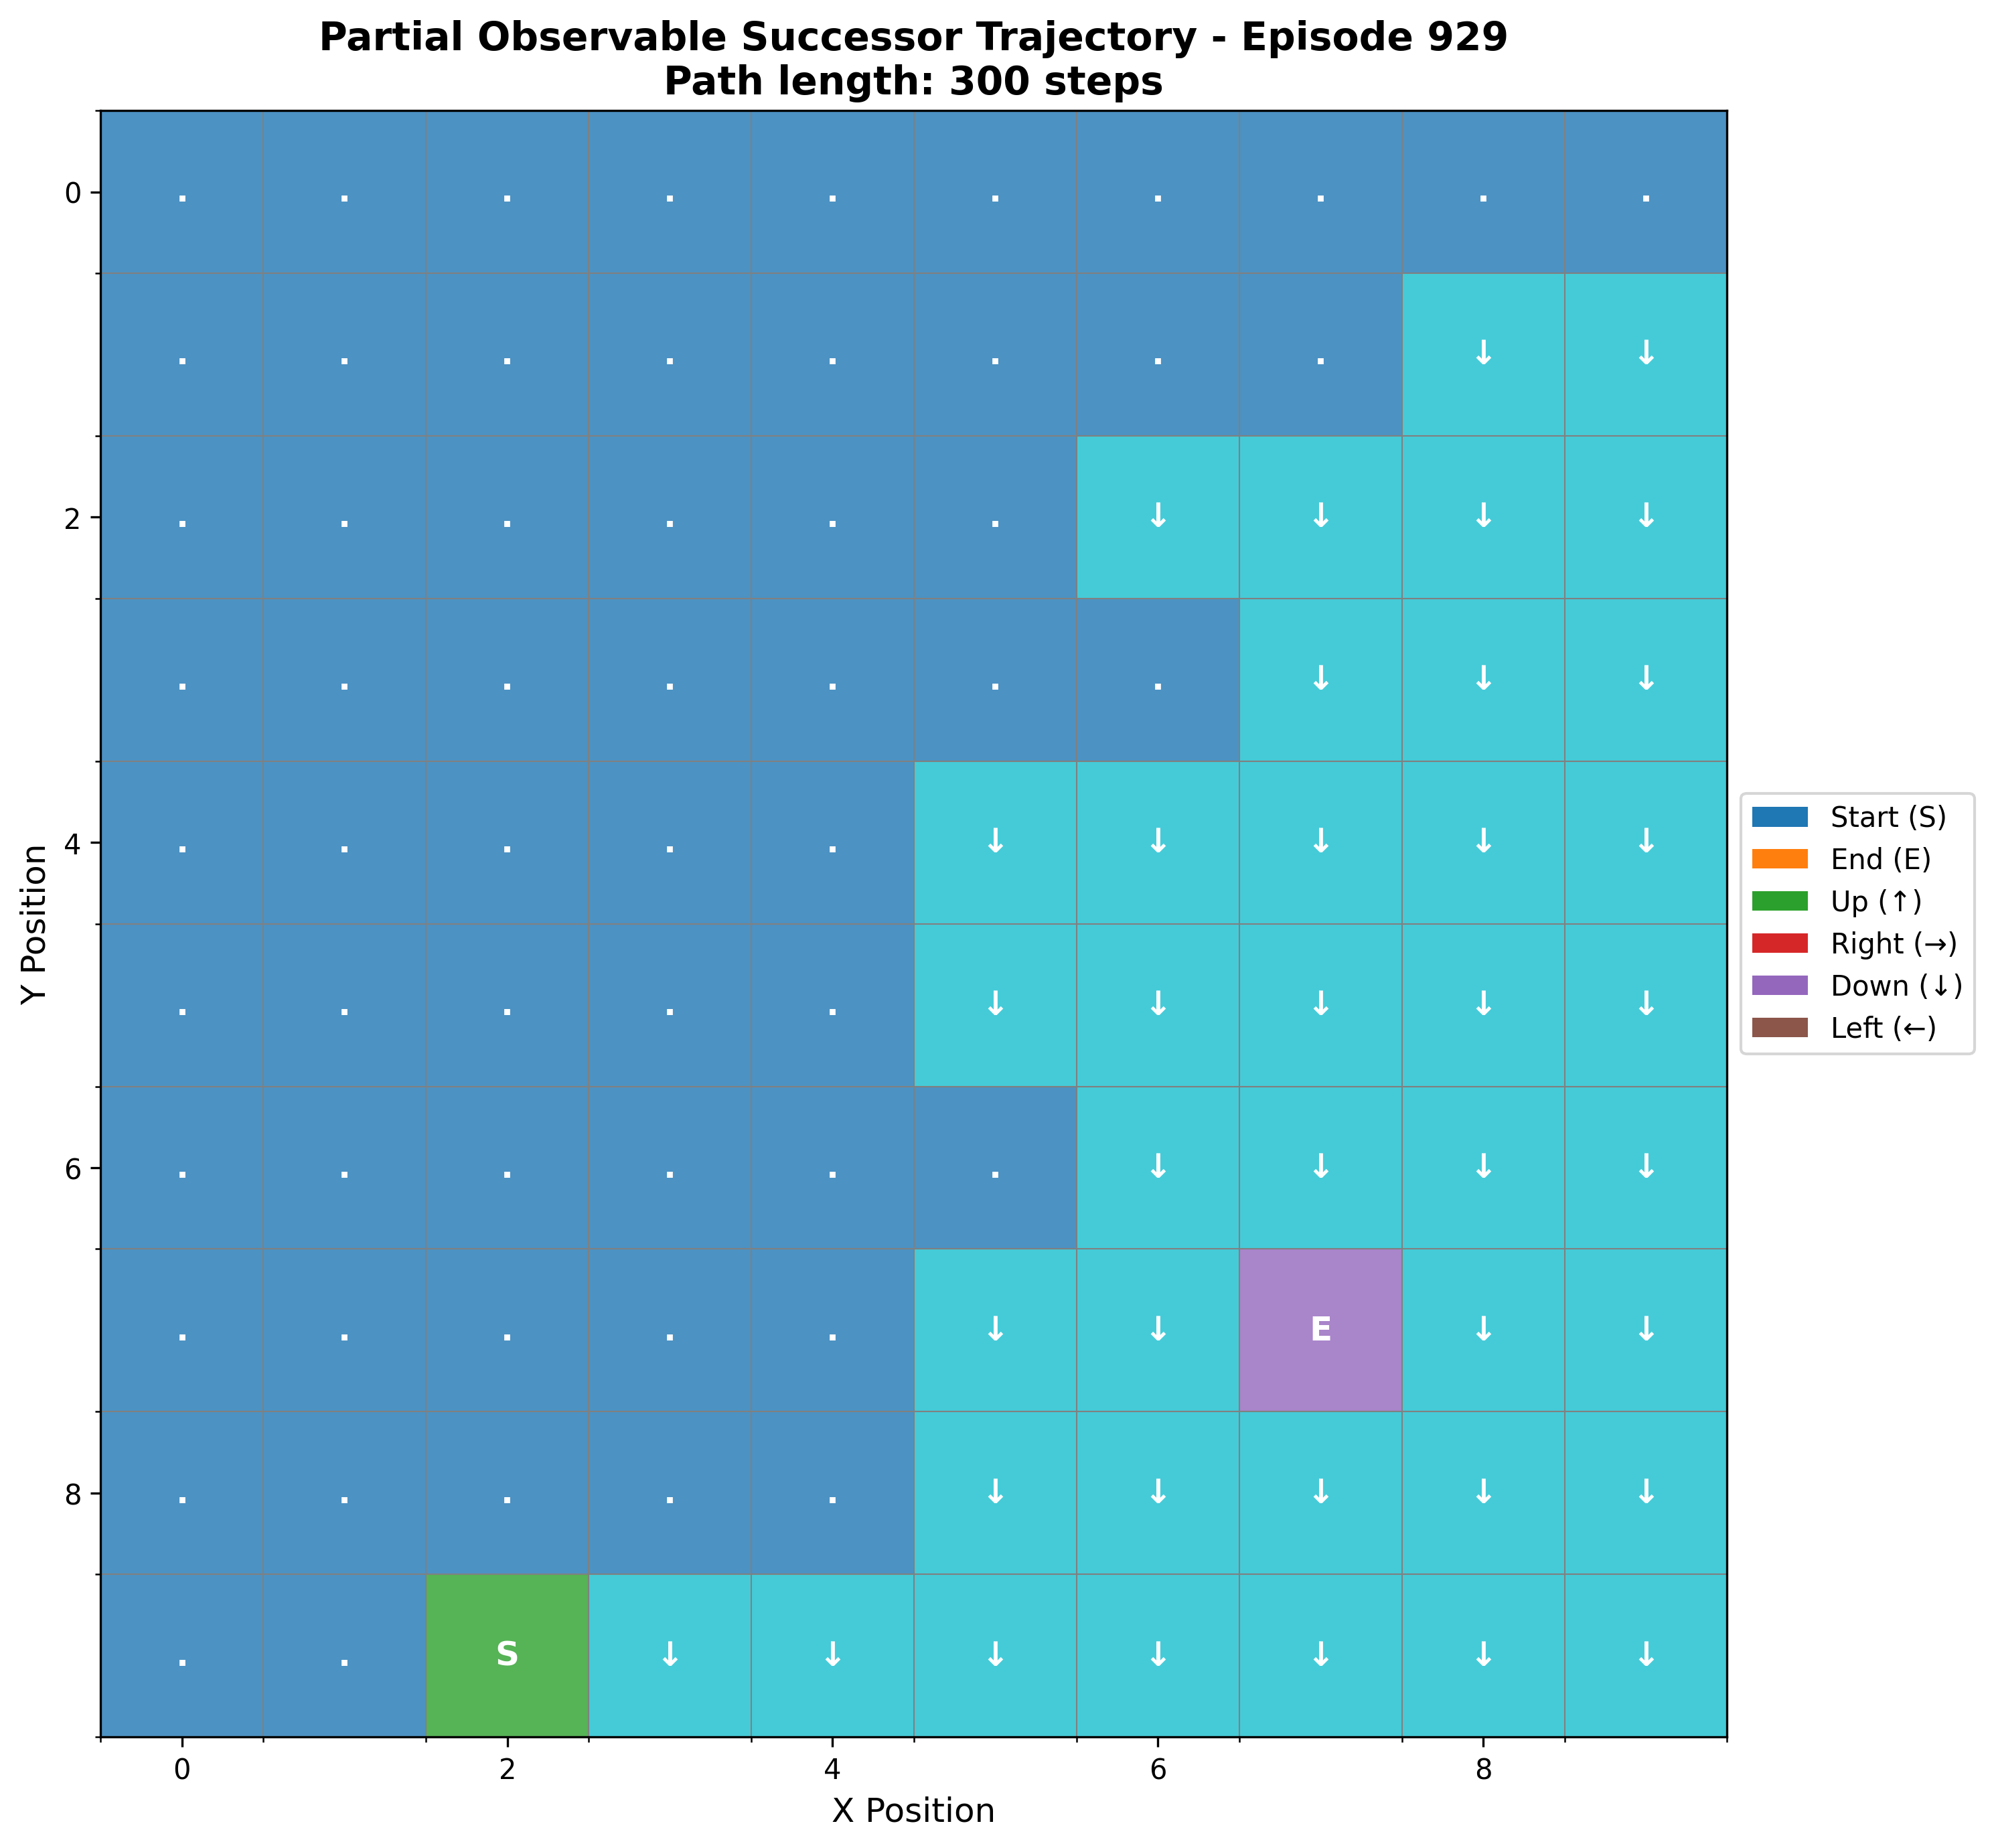 Partial Observable Successor Trajectory - Episode 929
Path length: 300 steps
0 . . . . . . . . . .
. . . . . . . . ↓ ↓
2 . . . . . . ↓ ↓ ↓ ↓
. . . . . . . ↓ ↓ ↓
4 . . . . . ↓ ↓ ↓ ↓ ↓
. . . . . ↓ ↓ ↓ ↓ ↓
6 . . . . . . ↓ ↓ ↓ ↓
. . . . . ↓ ↓ E ↓ ↓
8 . . . . . ↓ ↓ ↓ ↓ ↓
. . S ↓ ↓ ↓ ↓ ↓ ↓ ↓
0 2 4 6 8
X Position
Y Position
Start (S)
End (E)
Up (↑)
Right (→)
Down (↓)
Left (←)